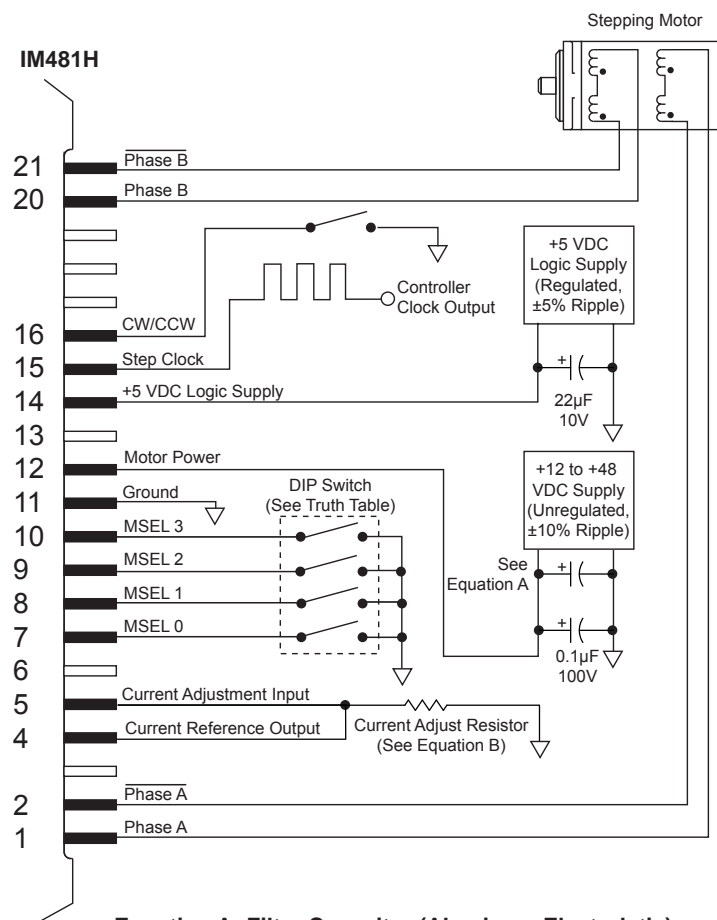 Stepping Motor
IM481H
21 Phase B
20 Phase B
+5 VDC
Logic Supply
(Regulated,
±5% Ripple)
Controller
Clock Output
16 CW/CCW
15 Step Clock
14 +5 VDC Logic Supply
+
22µF
10V
13
12 Motor Power
+12 to +48
VDC Supply
(Unregulated,
±10% Ripple)
DIP Switch
(See Truth Table)
11 Ground
10 MSEL 3
9 MSEL 2
See
Equation A
+
8 MSEL 1
7 MSEL 0
+
0.1µF
100V
6
5 Current Adjustment Input
4 Current Reference Output
Current Adjust Resistor
(See Equation B)
2 Phase A
1 Phase A